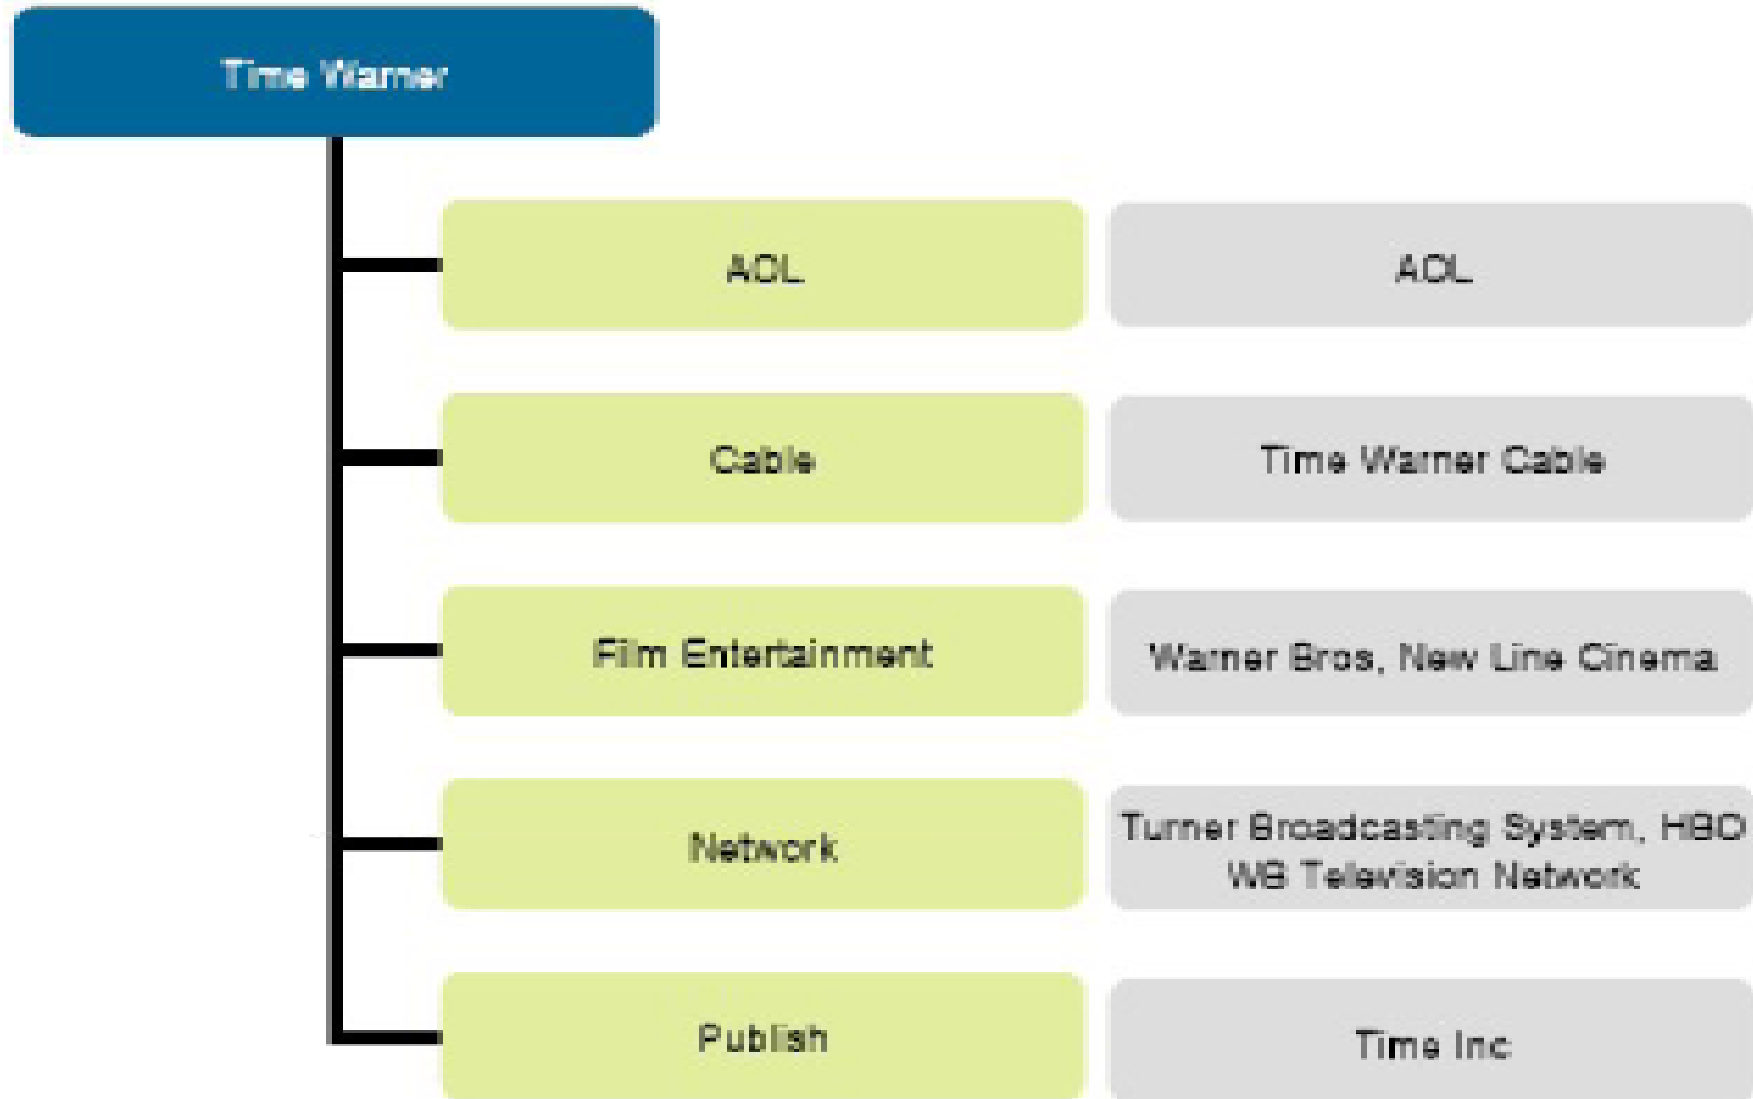 Time Warner
AOL
AOL
Cable
Time Warner Cable
Film Entertainment
Warner Bros, New Line Cinema
Network
Turner Broadcasting System, HBO
WB Television Network
Publish
Time Inc